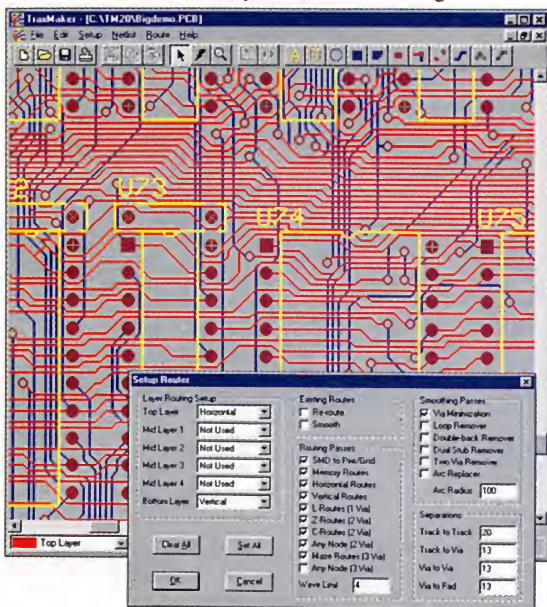 TraxMaker - [C:\TM20\Bigdemo.PCB]
File Edit Setup Netlist Route Help
2
U23
U24
U25
Setup Router
Layer Routing Setup
Top Layer Horizontal
Mid Layer 1 Not Used
Mid Layer 2 Not Used
Mid Layer 3 Not Used
Mid Layer 4 Not Used
Bottom Layer Vertical
Clear All
Set All
OK
Cancel
Existing Routes
Re-route
Smooth
Routing Passes
SMD to Pwr/Gnd
Memory Routes
Horizontal Routes
Vertical Routes
L-Routes (1 Via)
Z-Routes (2 Via)
C-Routes (2 Via)
Any Node (2 Via)
Maze Routes (3 Via)
Any Node (3 Via)
Wave Limit 4
Smoothing Passes
Via Minimization
Loop Remover
Double-back Remover
Dual Stub Remover
Two Via Remover
Arc Replacer
Arc Radius 100
Separations
Track to Track 20
Track to Via 13
Via to Via 13
Via to Pad 13
Top Layer